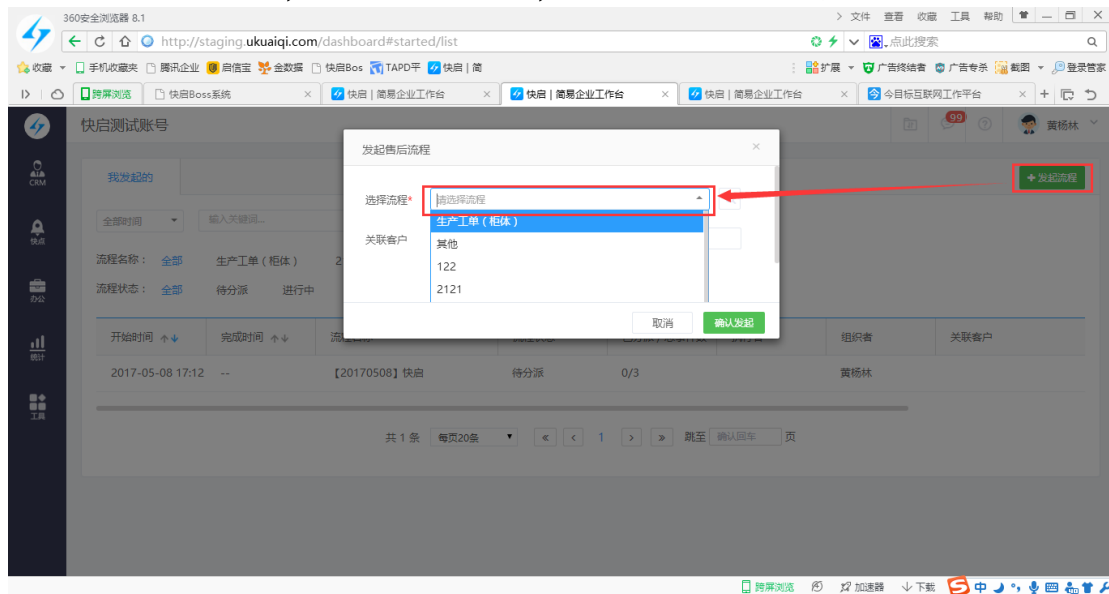 360安全浏览器 8.1
文件 查看 收藏 工具 帮助
http://staging.ukuaiqi.com/dashboard#started/list
点此搜索
收藏 手机收藏夹 腾讯企业 启信宝 金数据 快启Bos TAPD平 快启 | 简
扩展 广告终结者 广告专杀 截图 登录管家
跨屏浏览 快启Boss系统 快启 | 简易企业工作台 快启 | 简易企业工作台 快启 | 简易企业工作台 今目标互联网工作平台
快启测试账号
99
黄杨林
CRM
快点
办公
统计
工具
我发起的
发起流程
全部时间
输入关键词...
流程名称： 全部 生产工单 ( 柜体 ) 2
流程状态： 全部 待分派 进行中
发起售后流程
选择流程*
请选择流程
生产工单 ( 柜体 )
其他
122
2121
关联客户
取消
确认发起
开始时间 完成时间 组织者 关联客户
2017-05-08 17:12 -- 【20170508】快启 待分派 0/3 黄杨林
共 1 条 每页20条 « ‹ 1 › » 跳至 确认回车 页
跨屏浏览 加速器 下载 中